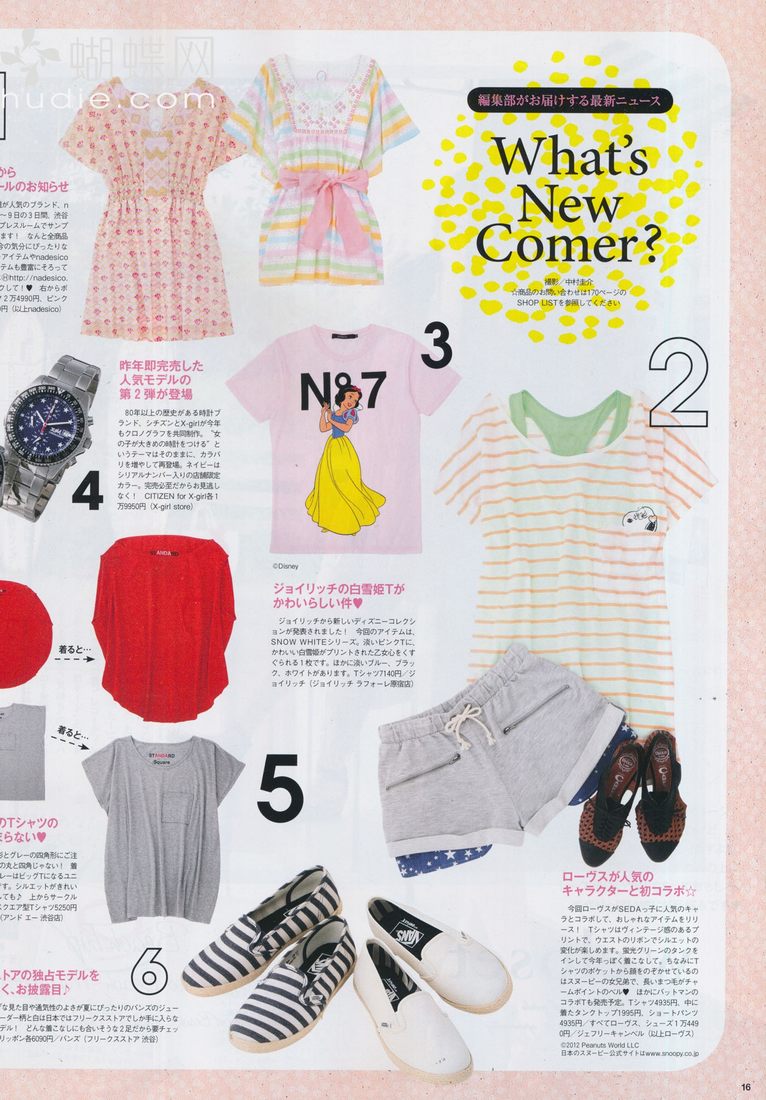 蝴蝶网
hudie.com
編集部がお届けする最新ニュース
What's
New
Comer?
撮影／中村圭介
☆商品のお問い合わせは170ページの
SHOP LISTを参照してください
から
ールのお知らせ
が人気のブランド、n
〜9日の3日間、渋谷
プレスルームでサンプ
ます！　なんと全商品
今の気分にぴったりな
アイテムやnadesico
テムも豊富にそろって
http://nadesico.
クして！♥　右からボ
2万4990円、ピンク
円（以上nadesico）
2
3
Nº7
4
昨年即完売した
人気モデルの
第2弾が登場
80年以上の歴史がある時計ブ
ランド、シチズンとX-girlが今年
もクロノグラフを共同制作。“女
の子が大きめの時計をつける”と
いうテーマはそのままに、カラバ
リを増やして再登場。ネイビーは
シリアルナンバー入りの店舗限定
カラー。完売必至だからお見逃し
なく！　CITIZEN for X-girl各1
万9950円（X-girl store）
©Disney
ジョイリッチの白雪姫Tが
かわいらしい件♥
ジョイリッチから新しいディズニーコレクシ
ョンが発表されました！　今回のアイテムは、
SNOW WHITEシリーズ。淡いピンクTに、
かわいい白雪姫がプリントされた乙女心をくす
ぐられる1枚です。ほかに淡いブルー、ブラッ
ク、ホワイトがあります。Tシャツ7140円／ジ
ョイリッチ（ジョイリッチ ラフォーレ原宿店）
STANDARD
着ると…
着ると…
STANDARD
Square
5
のTシャツの
まらない♥
形とグレーの四角形にご注
の丸と四角じゃない！　着
レーはビッグTになるユニ
です。シルエットがきれい
しても♪　上からサークル
スクエア型Tシャツ5250円
（アンド エー 渋谷店）
6
ストアの独占モデルを
く、お披露目♪
な見た目や通気性のよさが夏にぴったりのバンズのジュー
ーダー柄と白は日本ではフリークスストアでしか手に入らな
デル！　どんな着こなしにも合いそうな2足だから要チェッ
リッポン各6090円／バンズ（フリークスストア 渋谷）
VANS
VANS
ローヴスが人気の
キャラクターと初コラボ☆
今回ローヴスがSEDAっ子に人気のキャ
ラとコラボして、おしゃれなアイテムをリリ
ース！　Tシャツはヴィンテージ感のあるプ
リントで、ウエストのリボンでシルエットの
変化が楽しめます。蛍光グリーンのタンクを
インして今年っぽく着こなして。ちなみにT
シャツのポケットから顔をのぞかせているの
はスヌーピーの女兄弟で、長いまつ毛がチャ
ームポイントのベル♥　ほかにバットマンの
コラボTも発売予定。Tシャツ4935円、中に
着たタンクトップ1995円、ショートパンツ
4935円／すべてローヴス、シューズ1万449
0円／ジェフリーキャンベル（以上ローヴス）
©2012 Peanuts World LLC
日本のスヌーピー公式サイトはwww.snoopy.co.jp
16